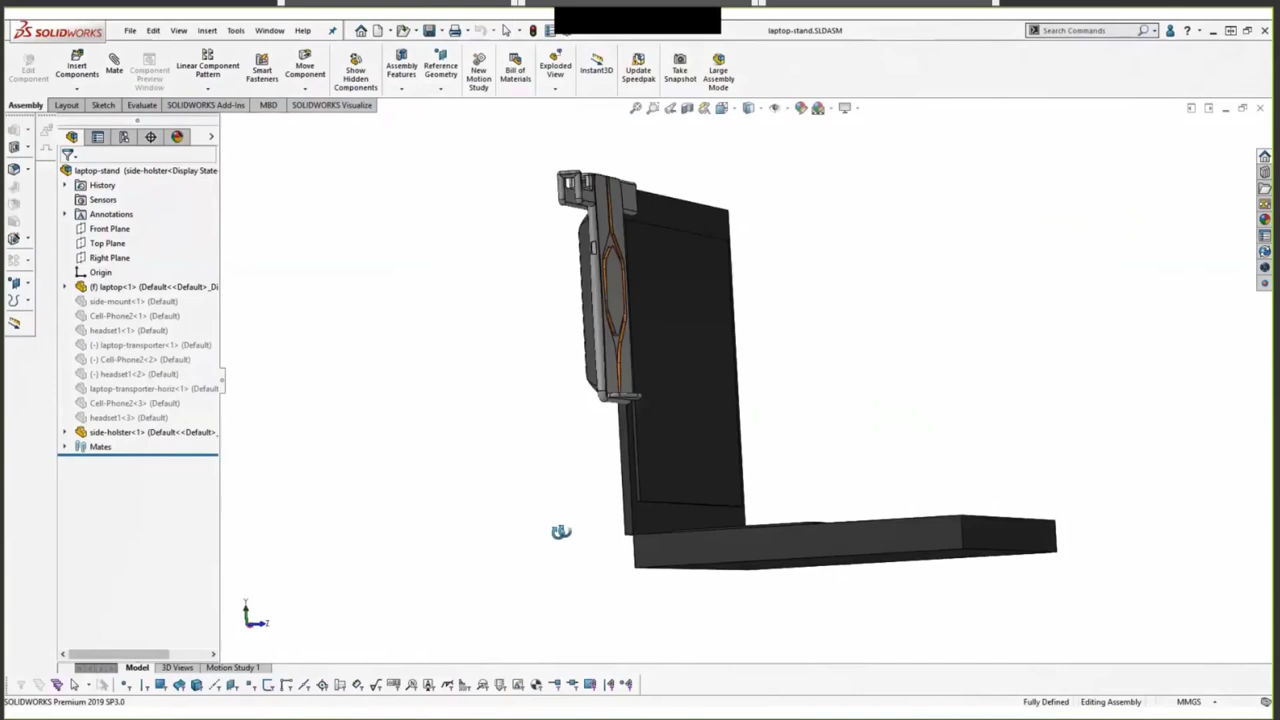 SOLIDWORKS File Edit View Insert Tools Window Help laptop-stand.SLDASM Search Commands
Edit Component
Insert Components
Mate
Component Preview Window
Linear Component Pattern
Smart Fasteners
Move Component
Show Hidden Components
Assembly Features
Reference Geometry
New Motion Study
Bill of Materials
Exploded View
Instant3D
Update Speedpak
Take Snapshot
Large Assembly Mode
Assembly Layout Sketch Evaluate SOLIDWORKS Add-Ins MBD SOLIDWORKS Visualize
laptop-stand (side-holster<Display State
History
Sensors
Annotations
Front Plane
Top Plane
Right Plane
Origin
(f) laptop<1> (Default<<Default>_Di
side-mount<1> (Default)
Cell-Phone2<1> (Default)
headset1<1> (Default)
(-) laptop-transporter<1> (Default)
(-) Cell-Phone2<2> (Default)
(-) headset1<2> (Default)
laptop-transporter-horiz<1> (Default
Cell-Phone2<3> (Default)
headset1<3> (Default)
side-holster<1> (Default<<Default>_
Mates
Y
Z
Model 3D Views Motion Study 1
SOLIDWORKS Premium 2019 SP3.0 Fully Defined Editing Assembly MMGS